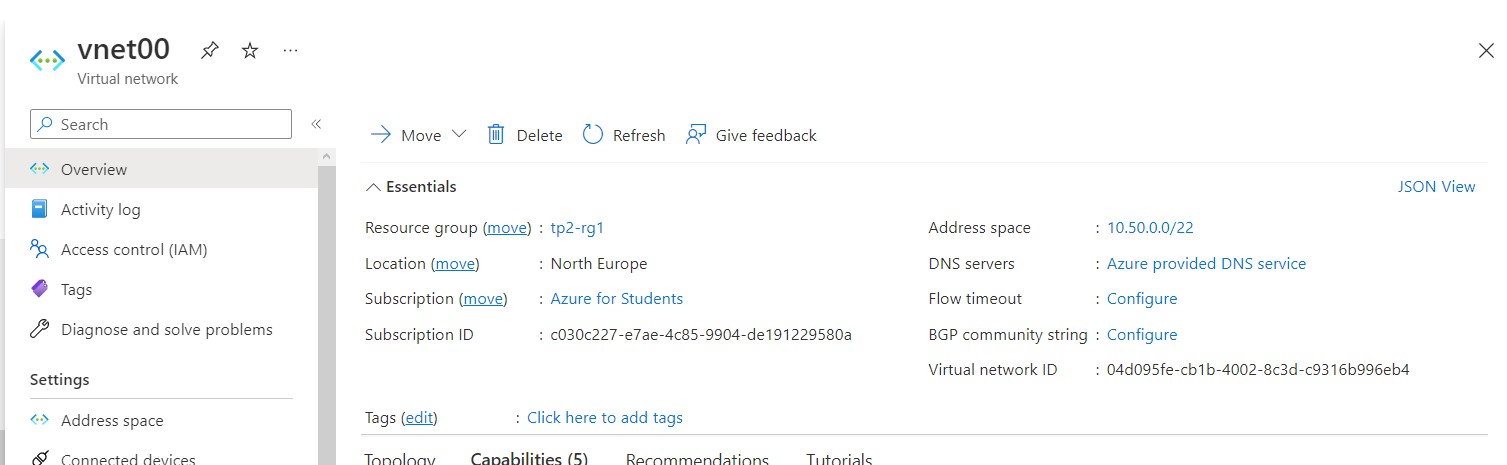 vnet00
Virtual network
Search
Overview
Activity log
Access control (IAM)
Tags
Diagnose and solve problems
Settings
Address space
Connected devices
Move
Delete
Refresh
Give feedback
Essentials
JSON View
Resource group (move) : tp2-rg1
Location (move) : North Europe
Subscription (move) : Azure for Students
Subscription ID : c030c227-e7ae-4c85-9904-de191229580a
Address space : 10.50.0.0/22
DNS servers : Azure provided DNS service
Flow timeout : Configure
BGP community string : Configure
Virtual network ID : 04d095fe-cb1b-4002-8c3d-c9316b996eb4
Tags (edit) : Click here to add tags
Topology Capabilities (5) Recommendations Tutorials